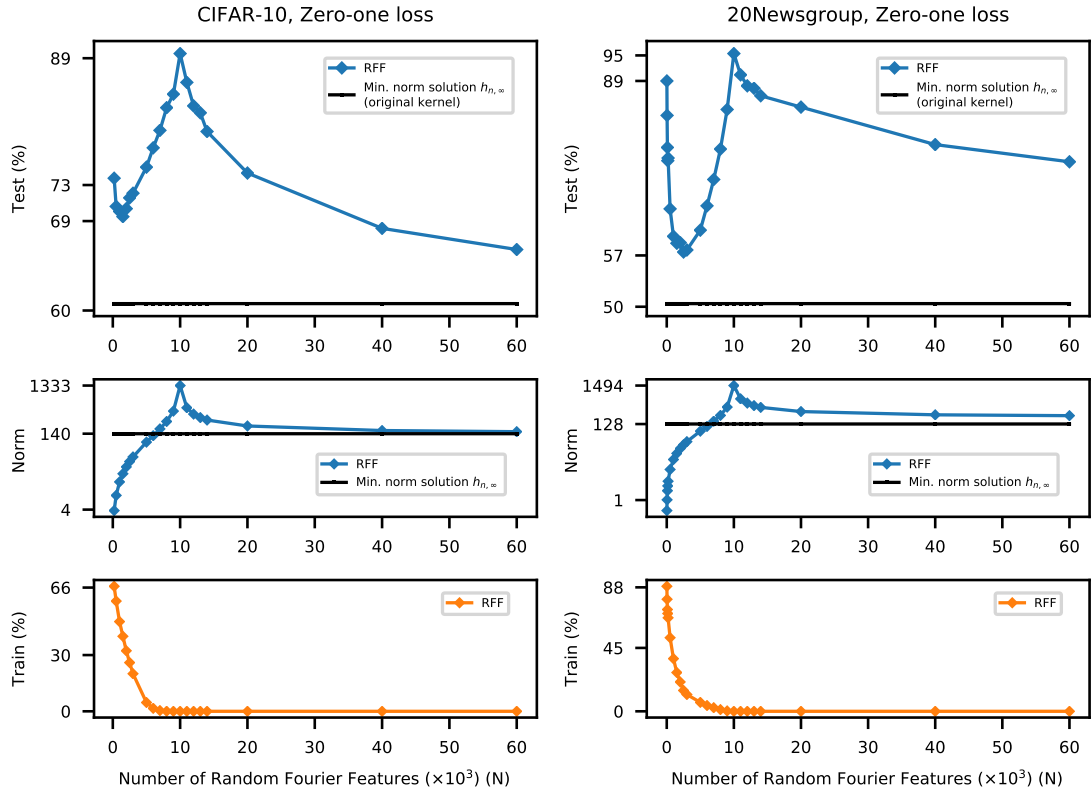 CIFAR-10, Zero-one loss
89
73
69
60
Test (%)
RFF
Min. norm solution hₙ,∞
(original kernel)
0 10 20 30 40 50 60
1333
140
4
Norm
RFF
Min. norm solution hₙ,∞
0 10 20 30 40 50 60
66
30
0
Train (%)
RFF
0 10 20 30 40 50 60
Number of Random Fourier Features (×10³) (N)
20Newsgroup, Zero-one loss
95
89
57
50
Test (%)
RFF
Min. norm solution hₙ,∞
(original kernel)
0 10 20 30 40 50 60
1494
128
1
Norm
RFF
Min. norm solution hₙ,∞
0 10 20 30 40 50 60
88
45
0
Train (%)
RFF
0 10 20 30 40 50 60
Number of Random Fourier Features (×10³) (N)